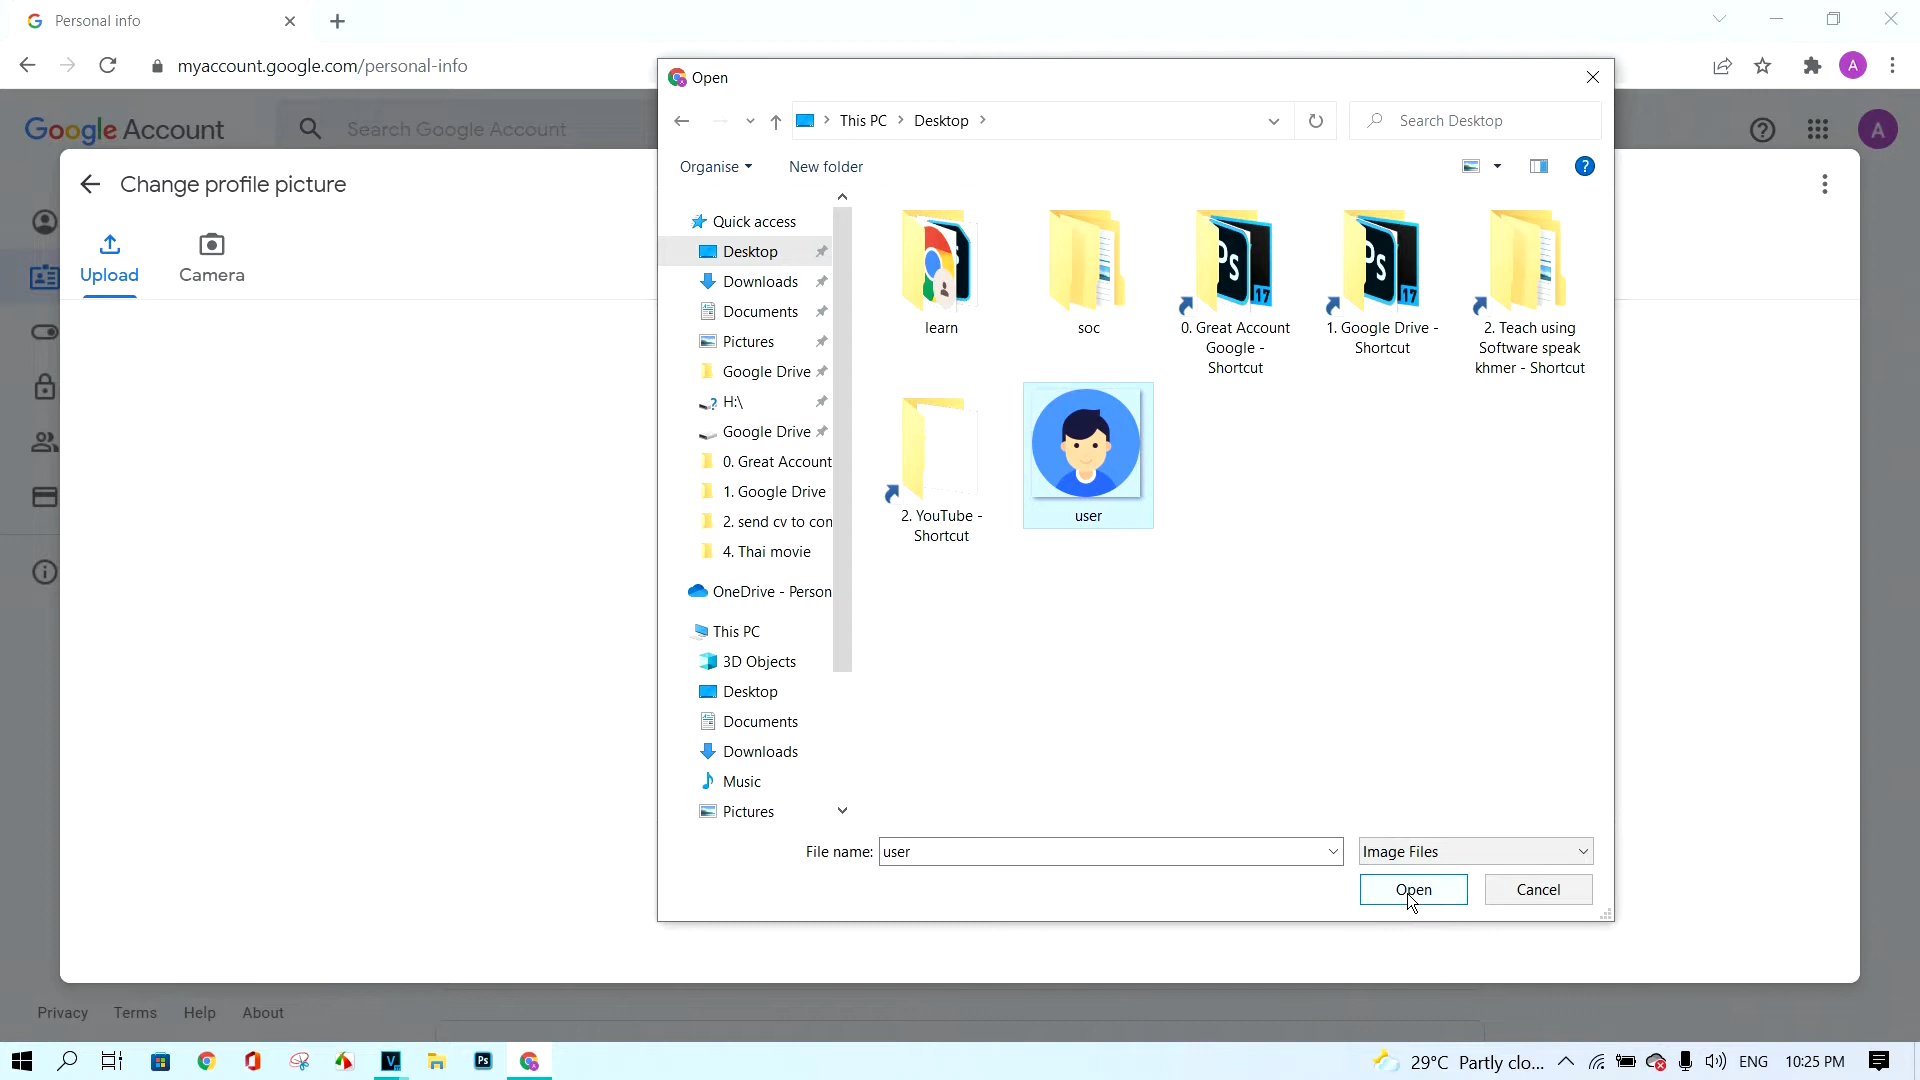 Personal info
myaccount.google.com/personal-info
A
Google Account
Search Google Account
A
Change profile picture
Upload
Camera
Open
This PC
Desktop
Search Desktop
Organise
New folder
Quick access
Desktop
Downloads
Documents
Pictures
Google Drive
H:\
Google Drive
0. Great Account
1. Google Drive
2. send cv to con
4. Thai movie
OneDrive - Person
This PC
3D Objects
Desktop
Documents
Downloads
Music
Pictures
learn
soc
0. Great Account
Google -
Shortcut
1. Google Drive -
Shortcut
2. Teach using
Software speak
khmer - Shortcut
2. YouTube -
Shortcut
user
File name: user
Image Files
Open
Cancel
Privacy Terms Help About
29°C Partly clo...
ENG
10:25 PM